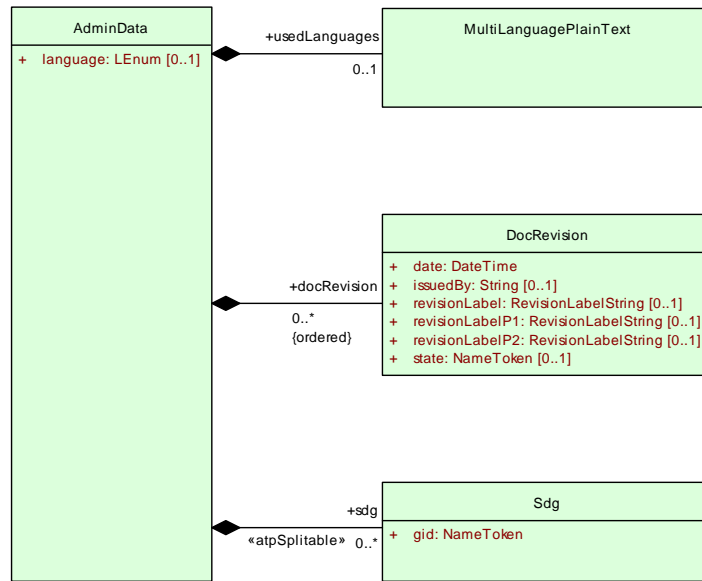 AdminData
+ language: LEnum [0..1]
+usedLanguages
0..1
MultiLanguagePlainText
+docRevision
0..*
{ordered}
DocRevision
+ date: DateTime
+ issuedBy: String [0..1]
+ revisionLabel: RevisionLabelString [0..1]
+ revisionLabelP1: RevisionLabelString [0..1]
+ revisionLabelP2: RevisionLabelString [0..1]
+ state: NameToken [0..1]
+sdg
«atpSplitable» 0..*
Sdg
+ gid: NameToken